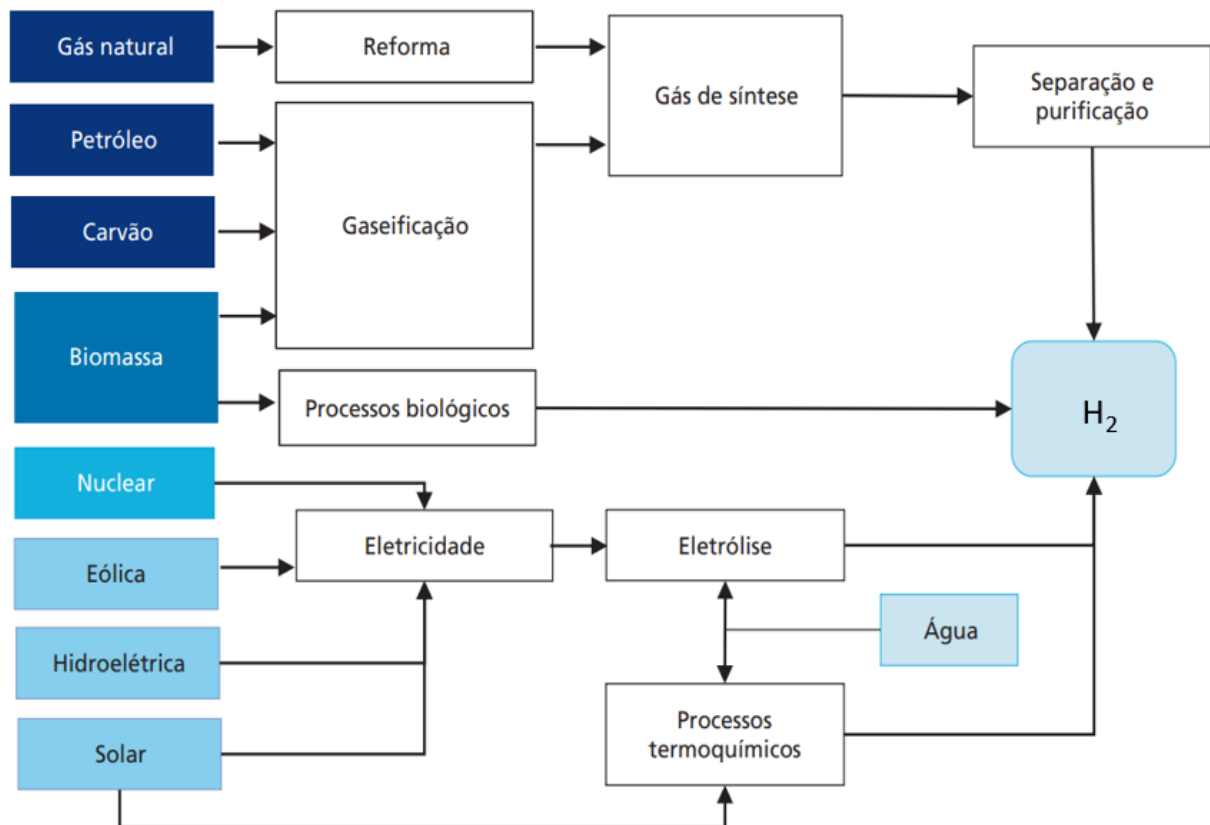 Gás natural
Reforma
Gás de síntese
Separação e
purificação
Petróleo
Carvão
Gaseificação
Biomassa
Processos biológicos
H₂
Nuclear
Eletricidade
Eletrólise
Eólica
Água
Hidroelétrica
Solar
Processos
termoquímicos